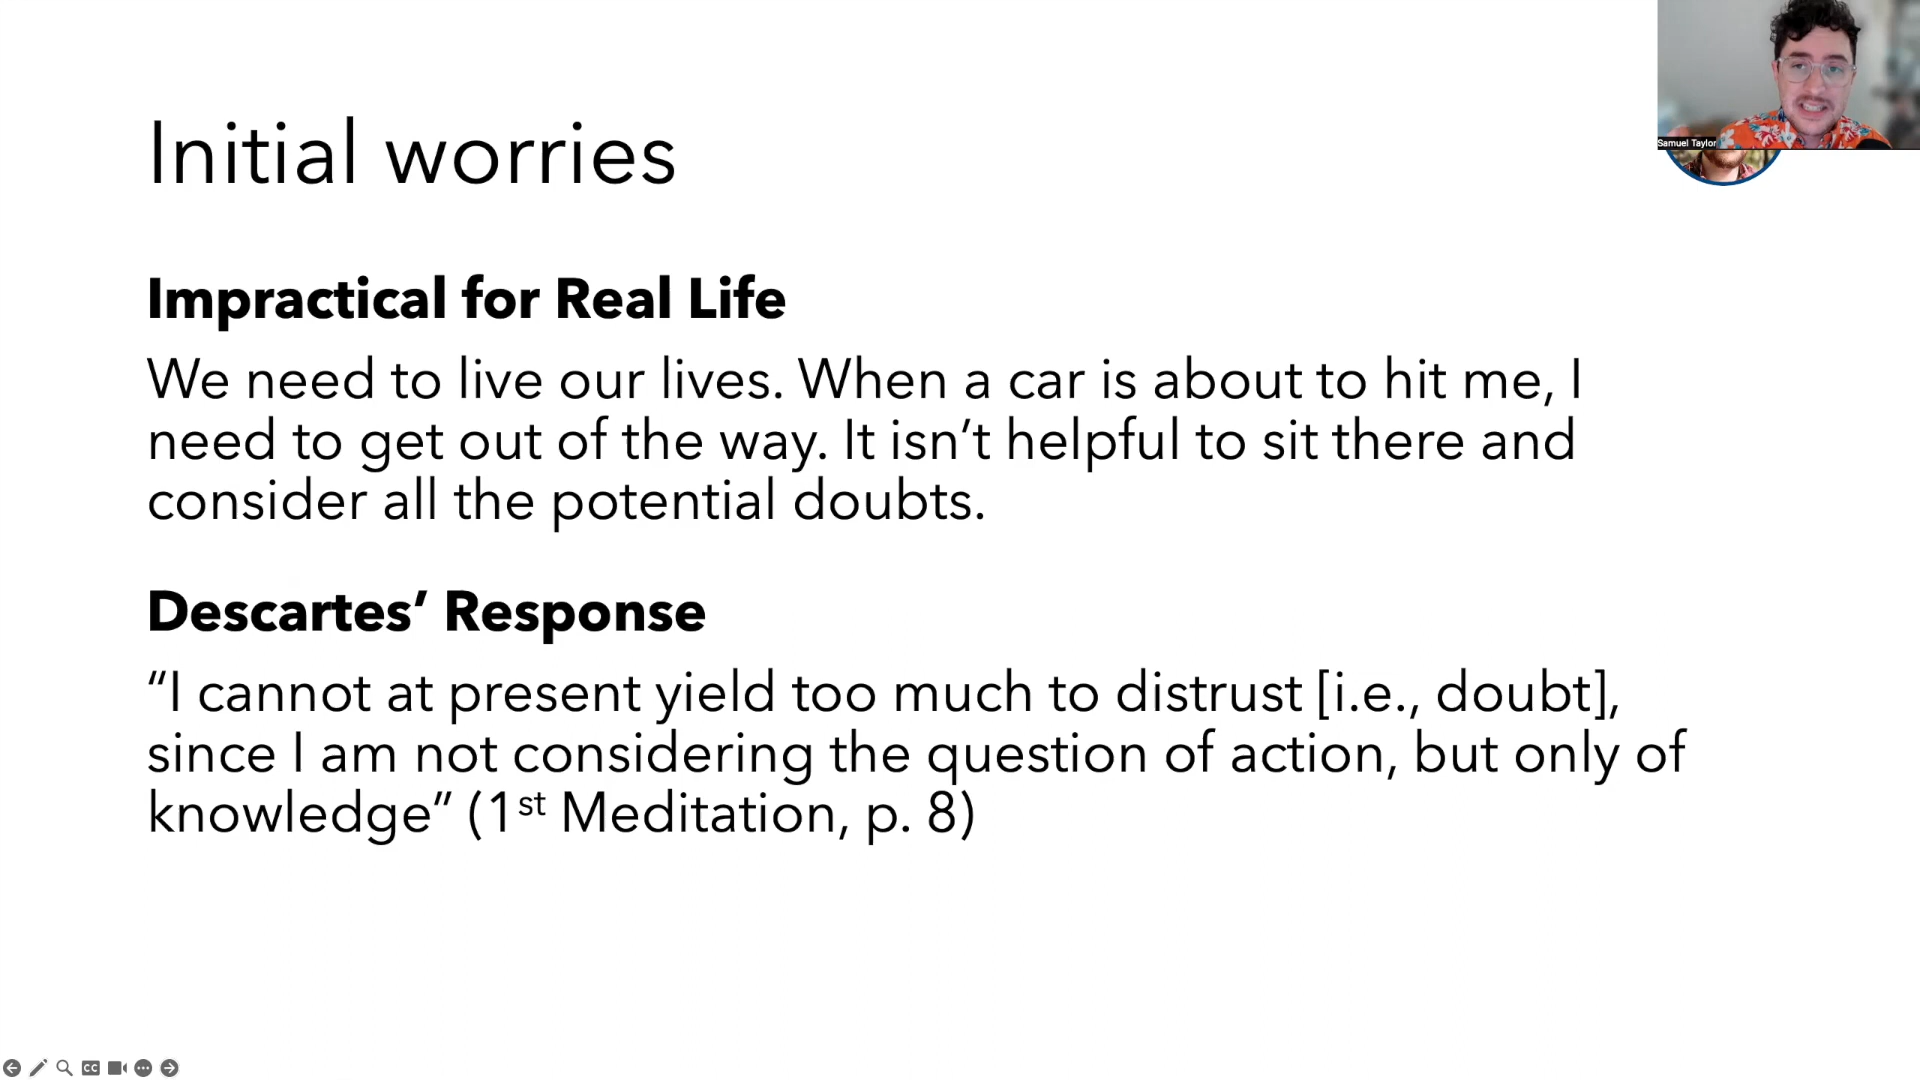 Initial worries
Samuel Taylor
Impractical for Real Life
We need to live our lives. When a car is about to hit me, I
need to get out of the way. It isn’t helpful to sit there and
consider all the potential doubts.
Descartes’ Response
“I cannot at present yield too much to distrust [i.e., doubt],
since I am not considering the question of action, but only of
knowledge” (1st Meditation, p. 8)
CC